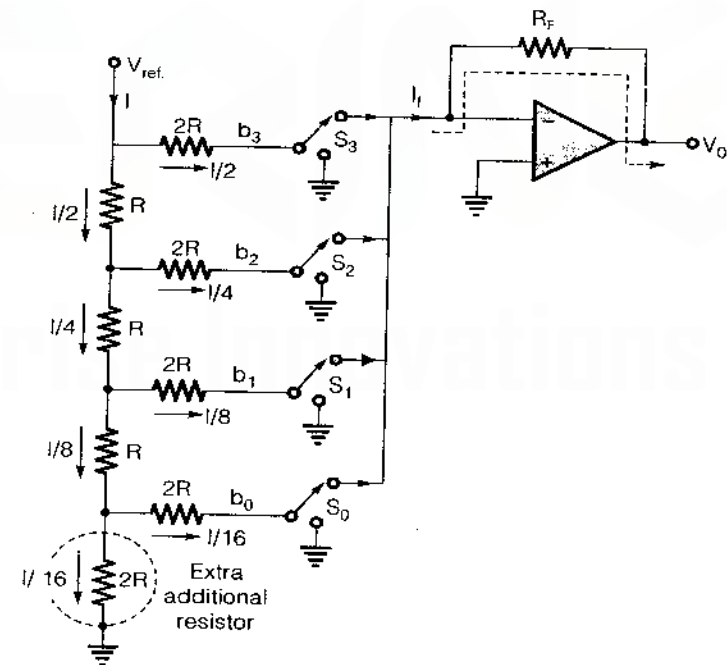 R_F
V_ref.
I
2R b_3 S_3
I/2
I_f
−
+
V_O
I/2 R
2R b_2 S_2
I/4
I/4 R
2R b_1 S_1
I/8
I/8 R
2R b_0 S_0
I/16
I/ 16 2R
Extra
additional
resistor